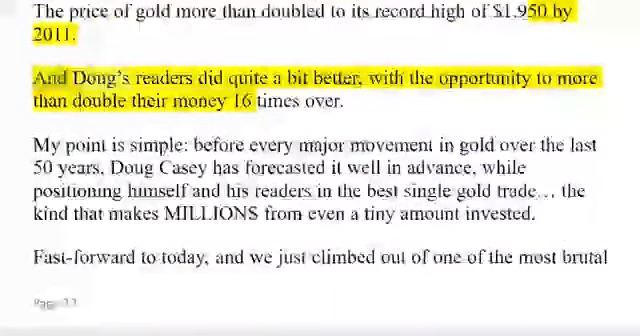 The price of gold more than doubled to its record high of $1,950 by
2011.
And Doug's readers did quite a bit better, with the opportunity to more
than double their money 16 times over.
My point is simple: before every major movement in gold over the last
50 years, Doug Casey has forecasted it well in advance, while
positioning himself and his readers in the best single gold trade… the
kind that makes MILLIONS from even a tiny amount invested.
Fast-forward to today, and we just climbed out of one of the most brutal
Page